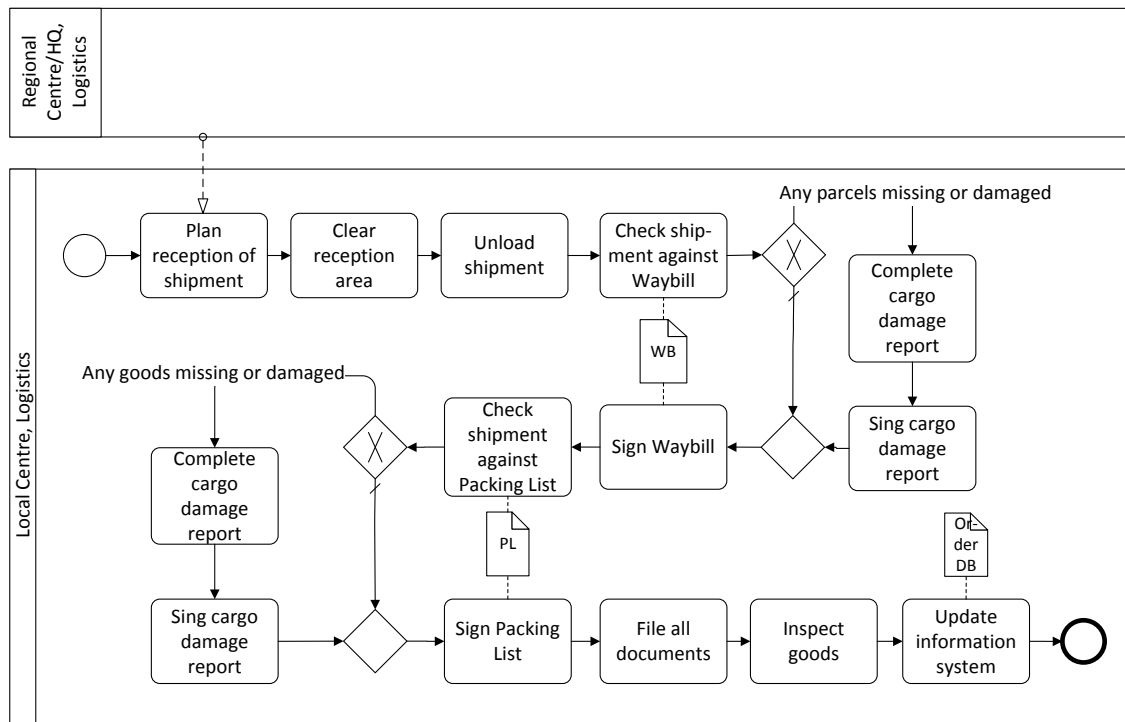 Regional
Centre/HQ,
Logistics
Local Centre, Logistics
Any parcels missing or damaged
Plan
reception of
shipment
Clear
reception
area
Unload
shipment
Check ship-
ment against
Waybill
X
Complete
cargo
damage
report
WB
Any goods missing or damaged
Check
shipment
against
Packing List
Sign Waybill
Sing cargo
damage
report
X
Complete
cargo
damage
report
PL
Or-
der
DB
Sing cargo
damage
report
Sign Packing
List
File all
documents
Inspect
goods
Update
information
system